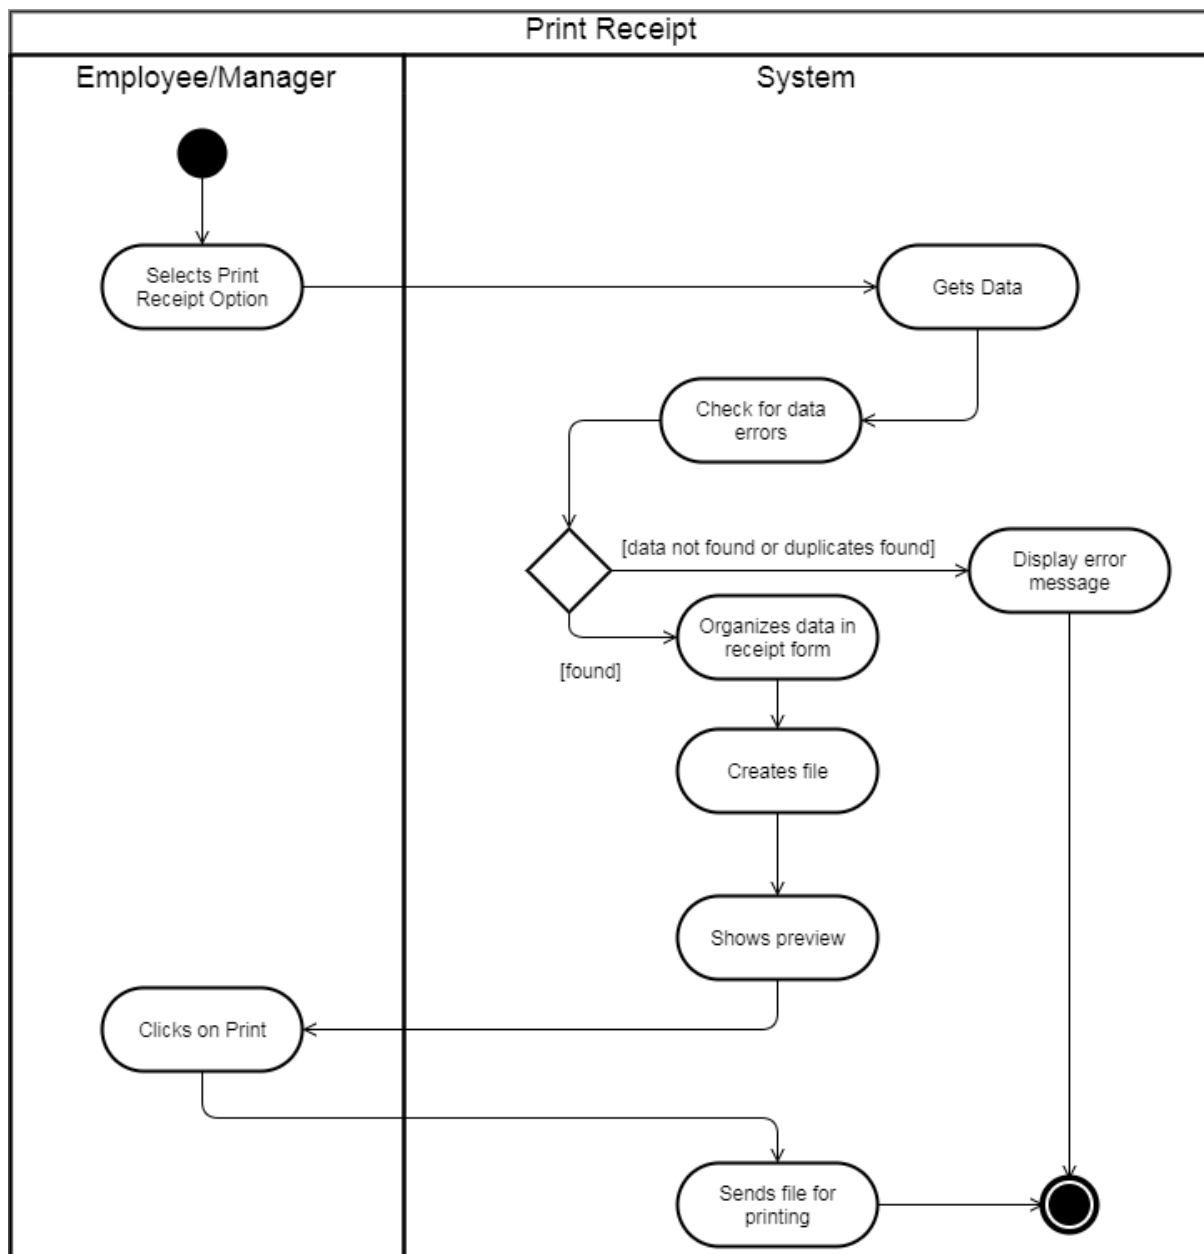 Print Receipt
Employee/Manager
System
Selects Print
Receipt Option
Gets Data
Check for data
errors
[data not found or duplicates found]
Display error
message
Organizes data in
receipt form
[found]
Creates file
Shows preview
Clicks on Print
Sends file for
printing